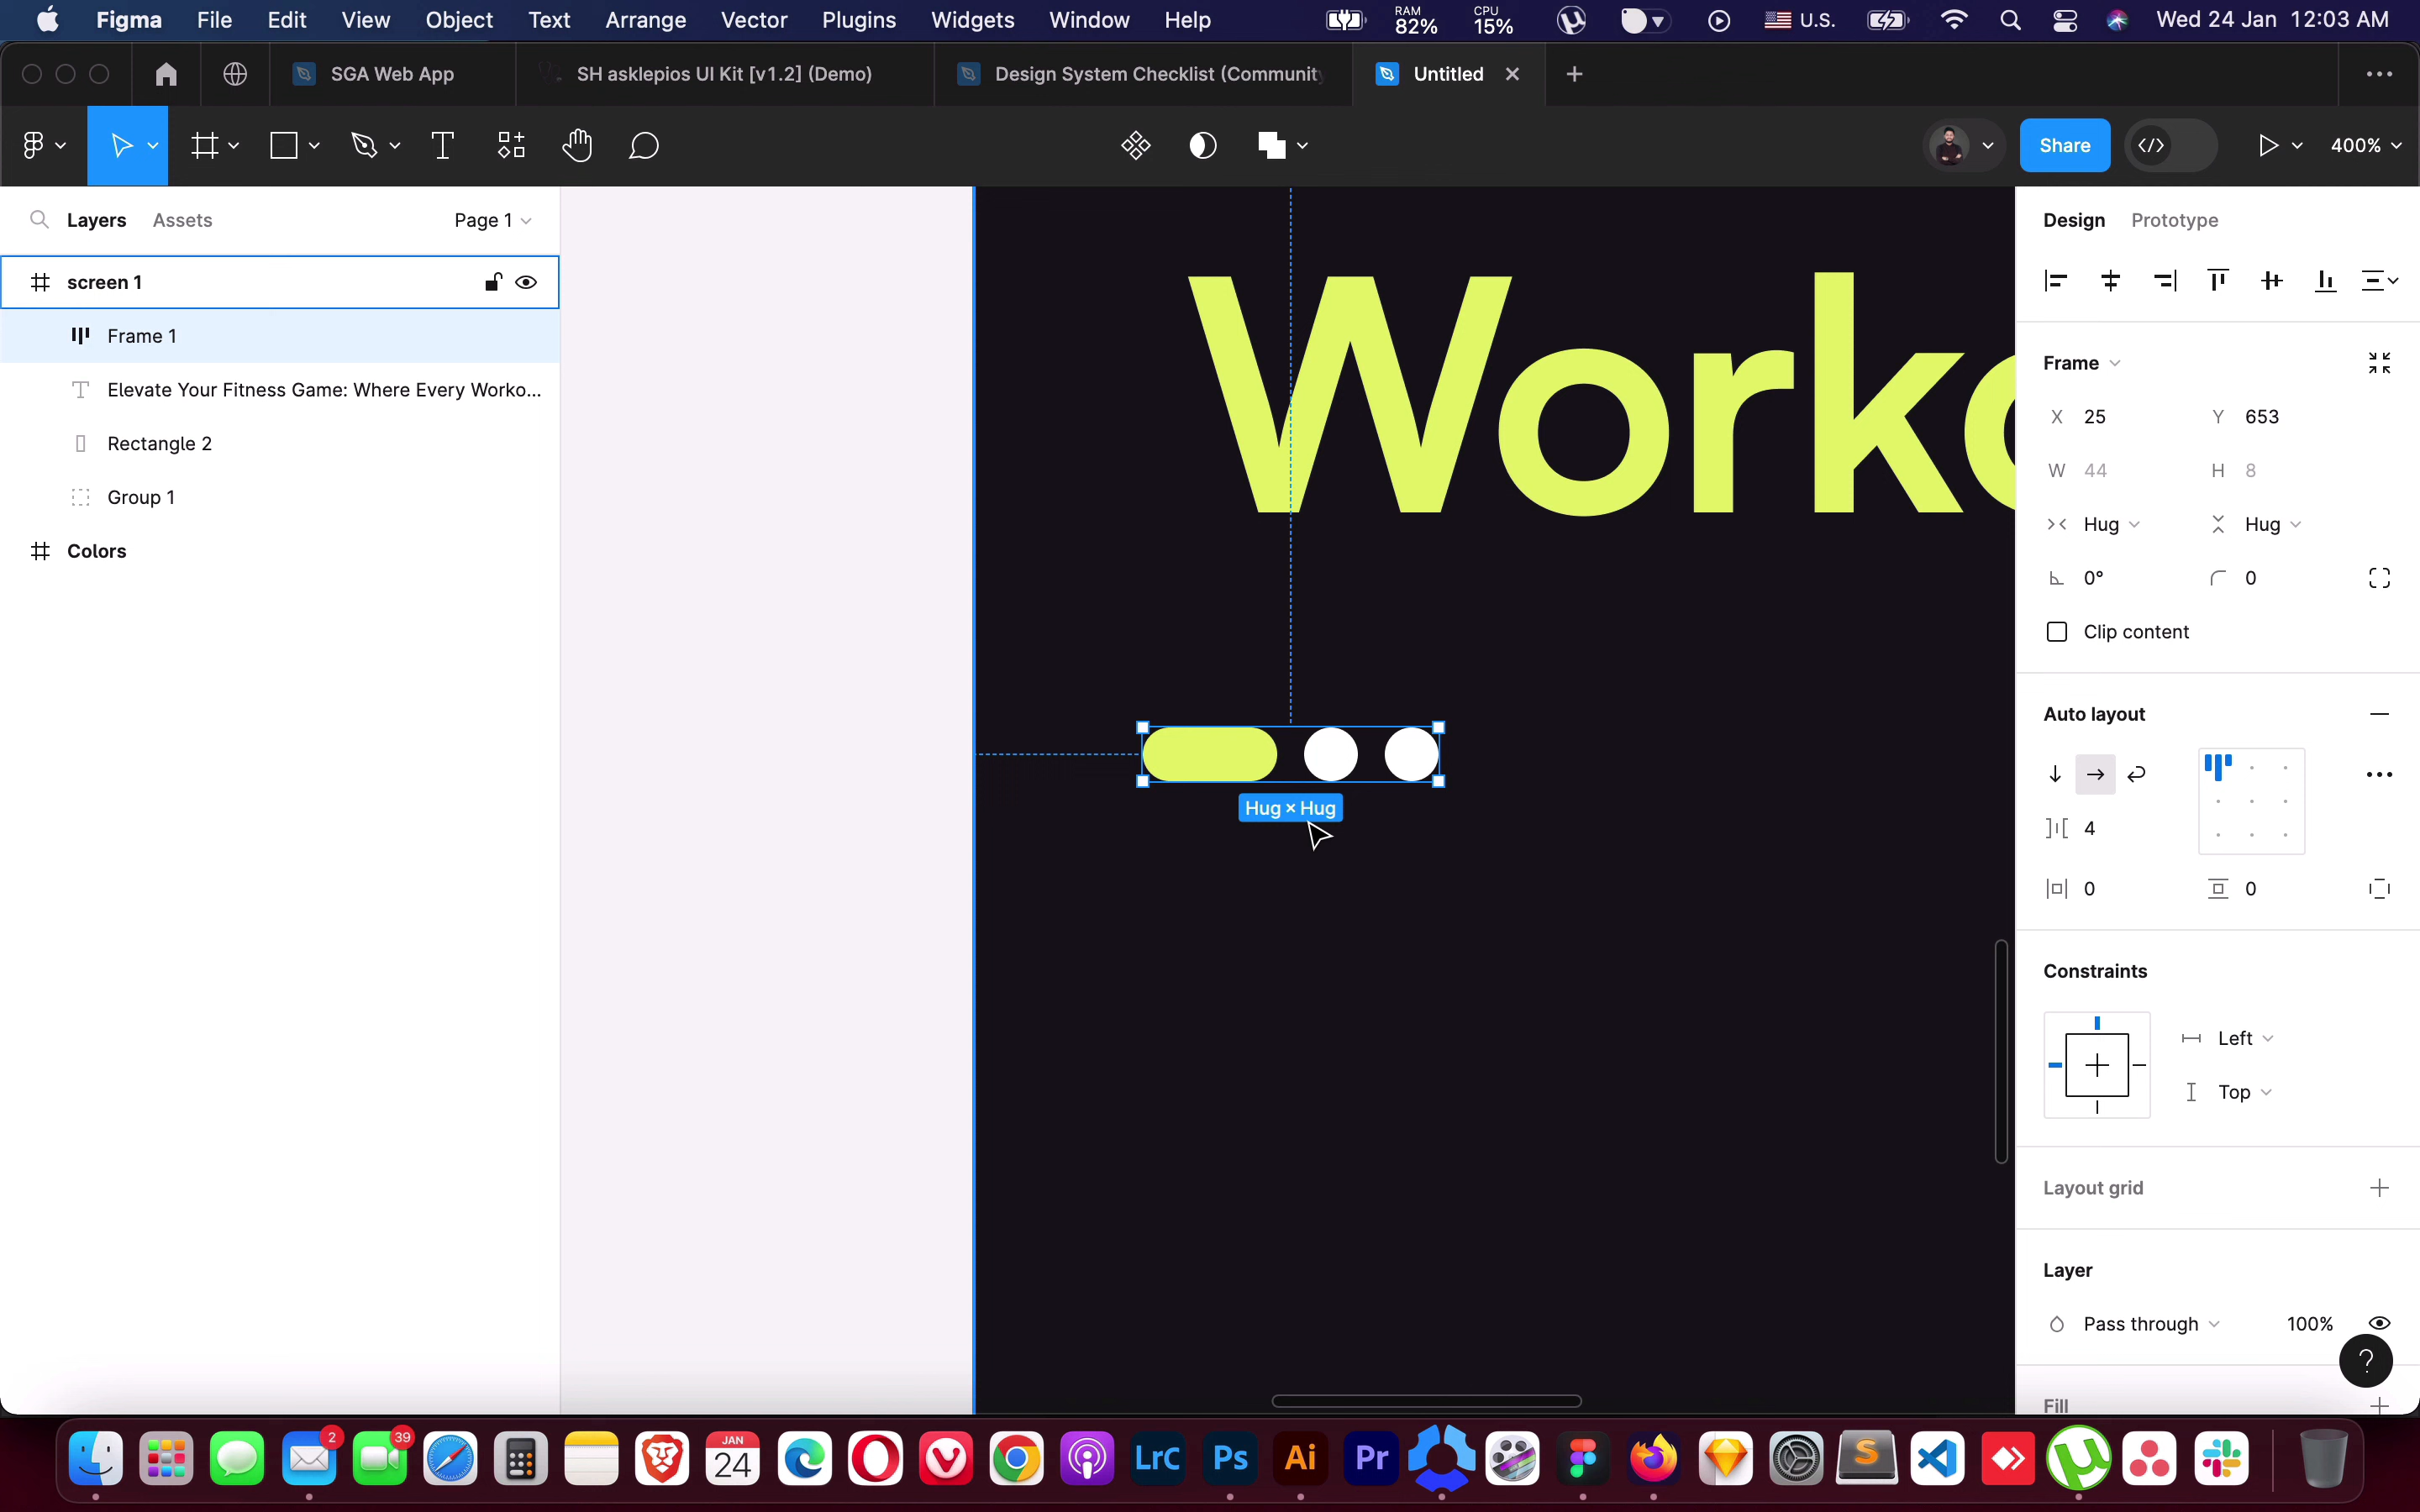 Figma File Edit View Object Text Arrange Vector Plugins Widgets Window Help RAM 82% CPU 15% U.S. Wed 24 Jan 12:03 AM
SGA Web App SH asklepios UI Kit [v1.2] (Demo) Design System Checklist (Community Untitled
Share 400%
Layers Assets Page 1
Design Prototype
screen 1
Frame 1
Elevate Your Fitness Game: Where Every Worko...
Rectangle 2
Group 1
Colors
Worko
Hug × Hug
Frame
X 25 Y 653
W 44 H 8
Hug Hug
0° 0
Clip content
Auto layout
4
0 0
Constraints
Left
Top
Layout grid
Layer
Pass through 100%
?
Fill
2 39 JAN 24 LrC Ps Ai Pr